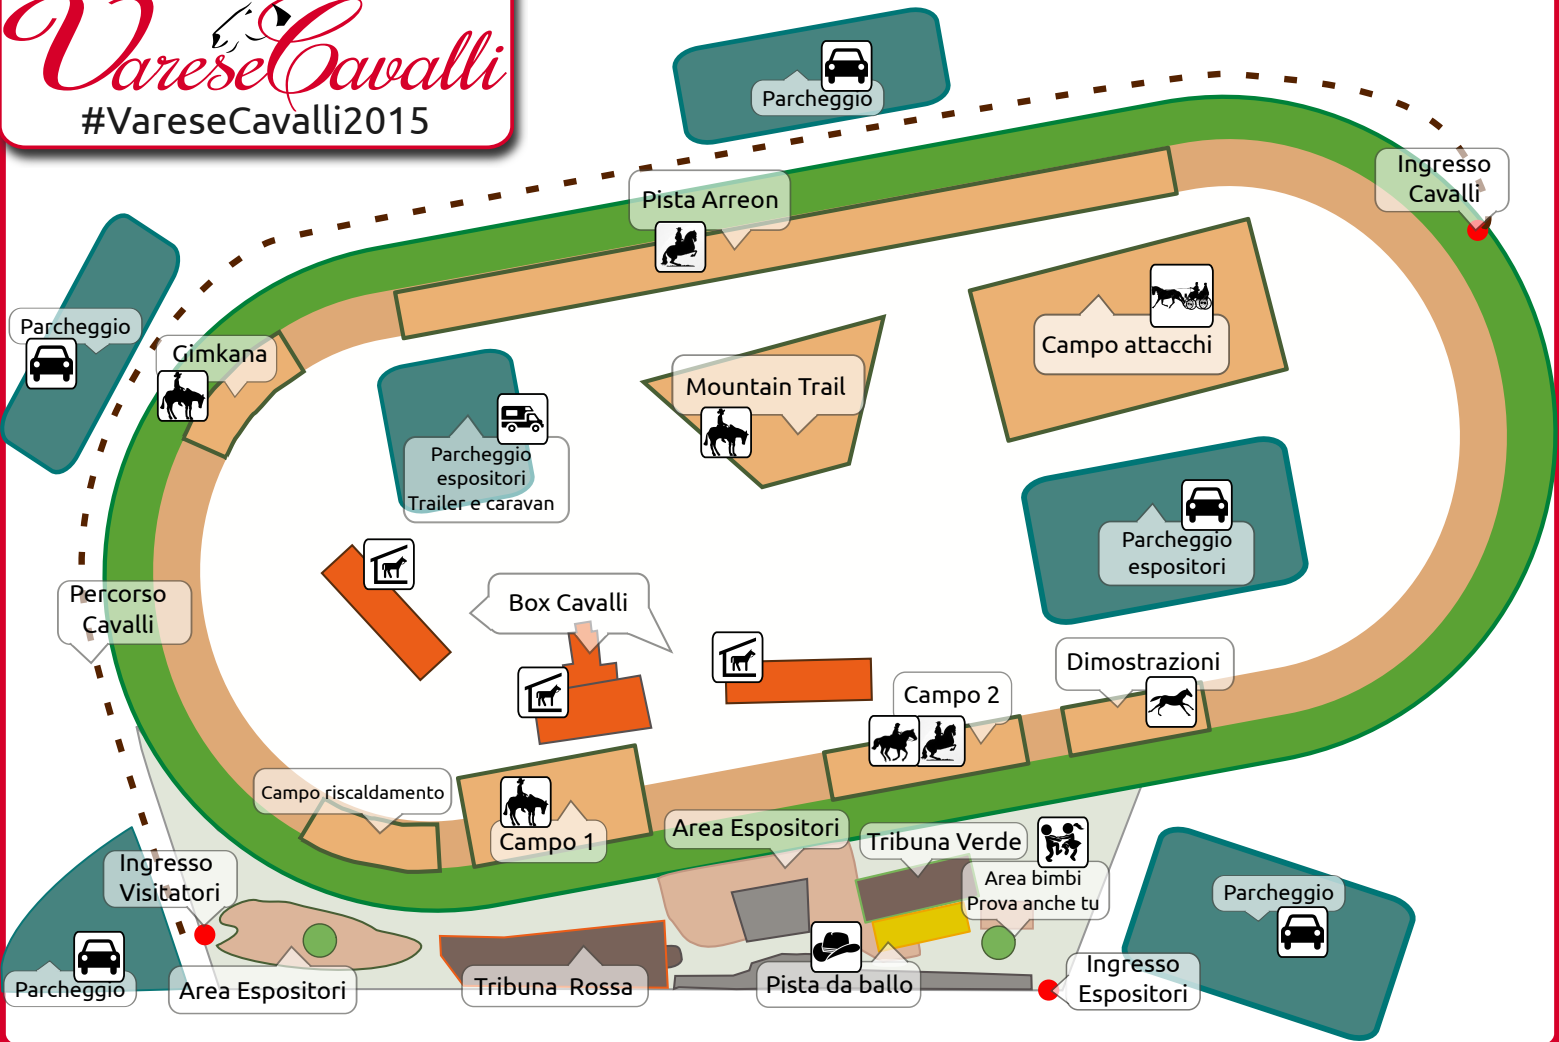 VareseCavalli
#VareseCavalli2015
Parcheggio
Ingresso
Cavalli
Pista Arreon
Parcheggio
Gimkana
Campo attacchi
Mountain Trail
Parcheggio
espositori
Trailer e caravan
Parcheggio
espositori
Percorso
Cavalli
Box Cavalli
Dimostrazioni
Campo 2
Campo riscaldamento
Campo 1
Area Espositori
Tribuna Verde
Ingresso
Visitatori
Area bimbi
Prova anche tu
Parcheggio
Parcheggio
Area Espositori
Tribuna Rossa
Pista da ballo
Ingresso
Espositori